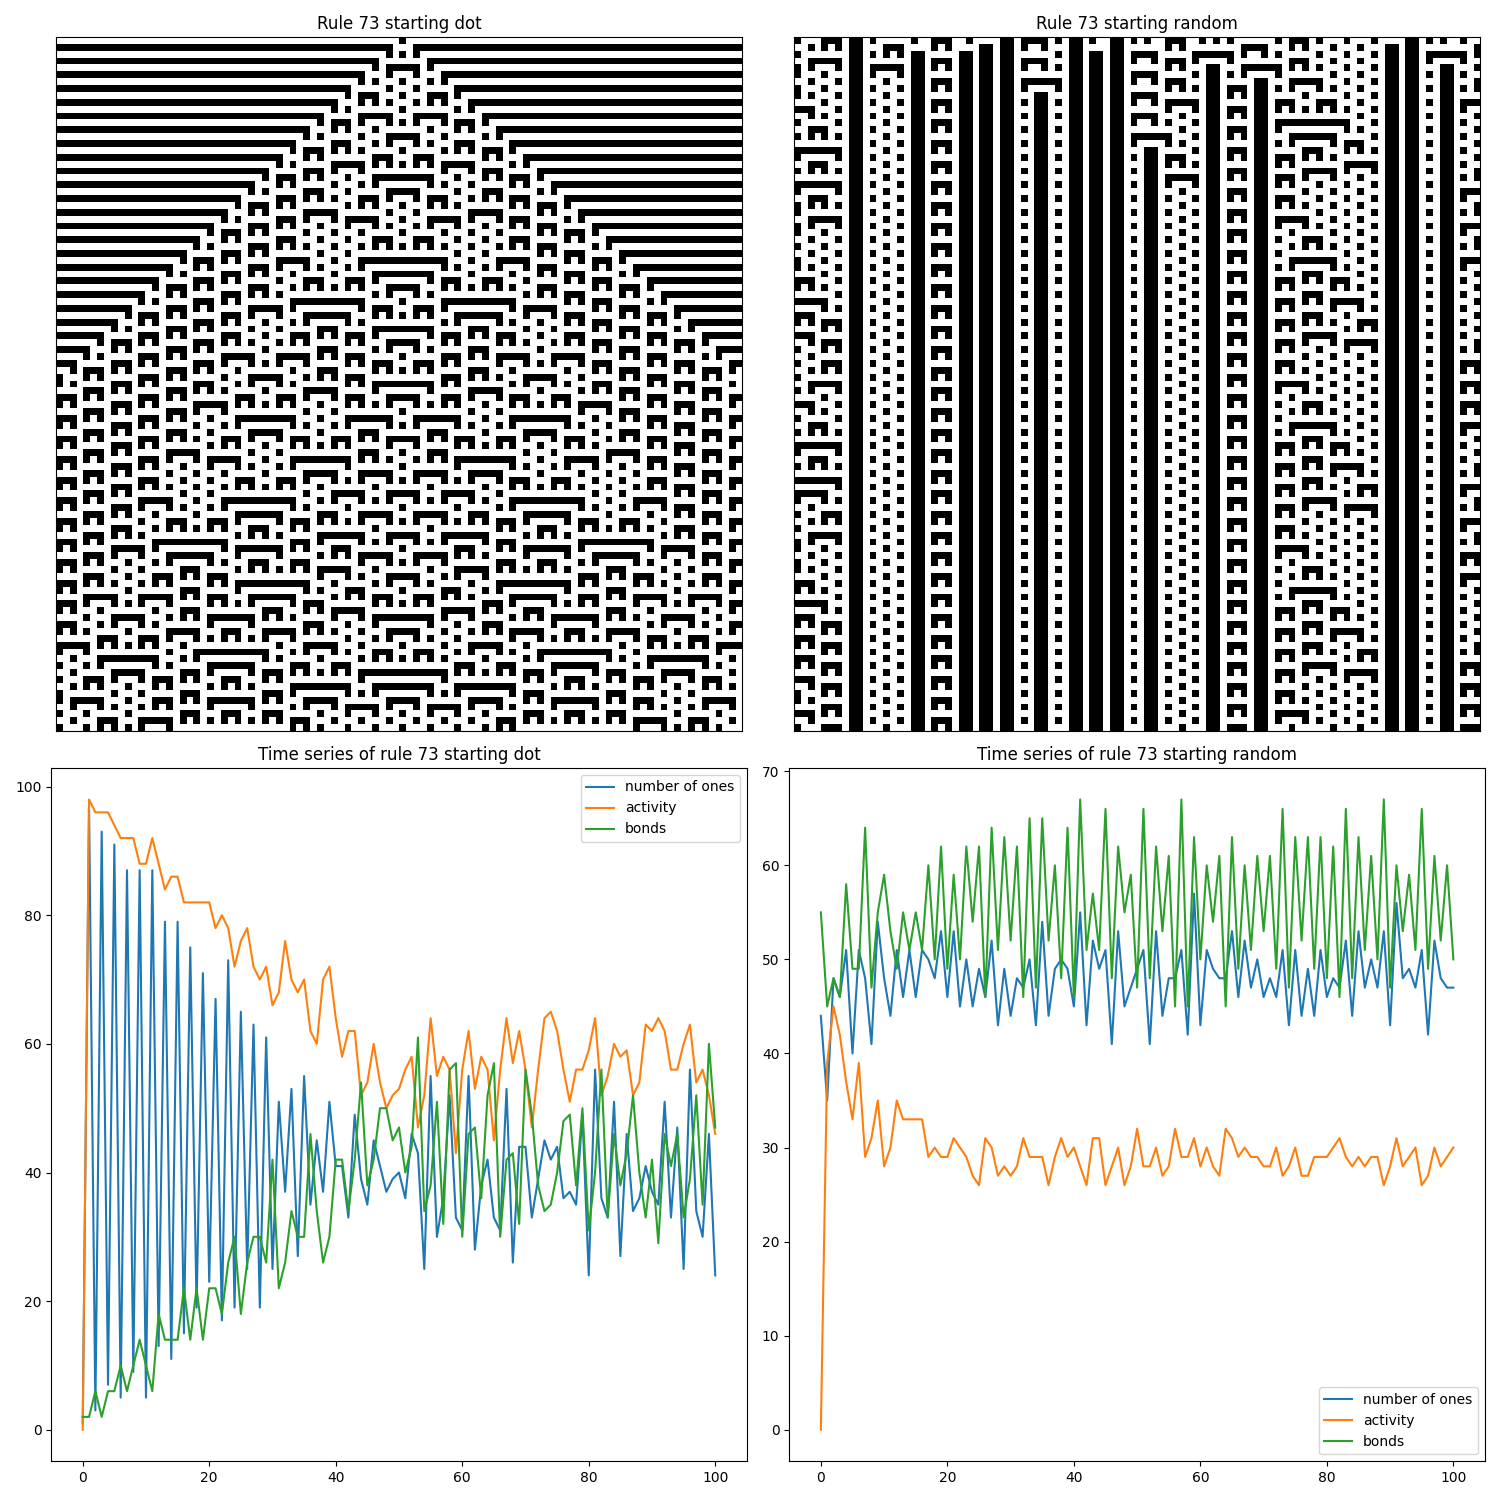 Rule 73 starting dot
Rule 73 starting random
Time series of rule 73 starting dot
100
80
60
40
20
0
0 20 40 60 80 100
number of ones
activity
bonds
Time series of rule 73 starting random
70
60
50
40
30
20
10
0
0 20 40 60 80 100
number of ones
activity
bonds